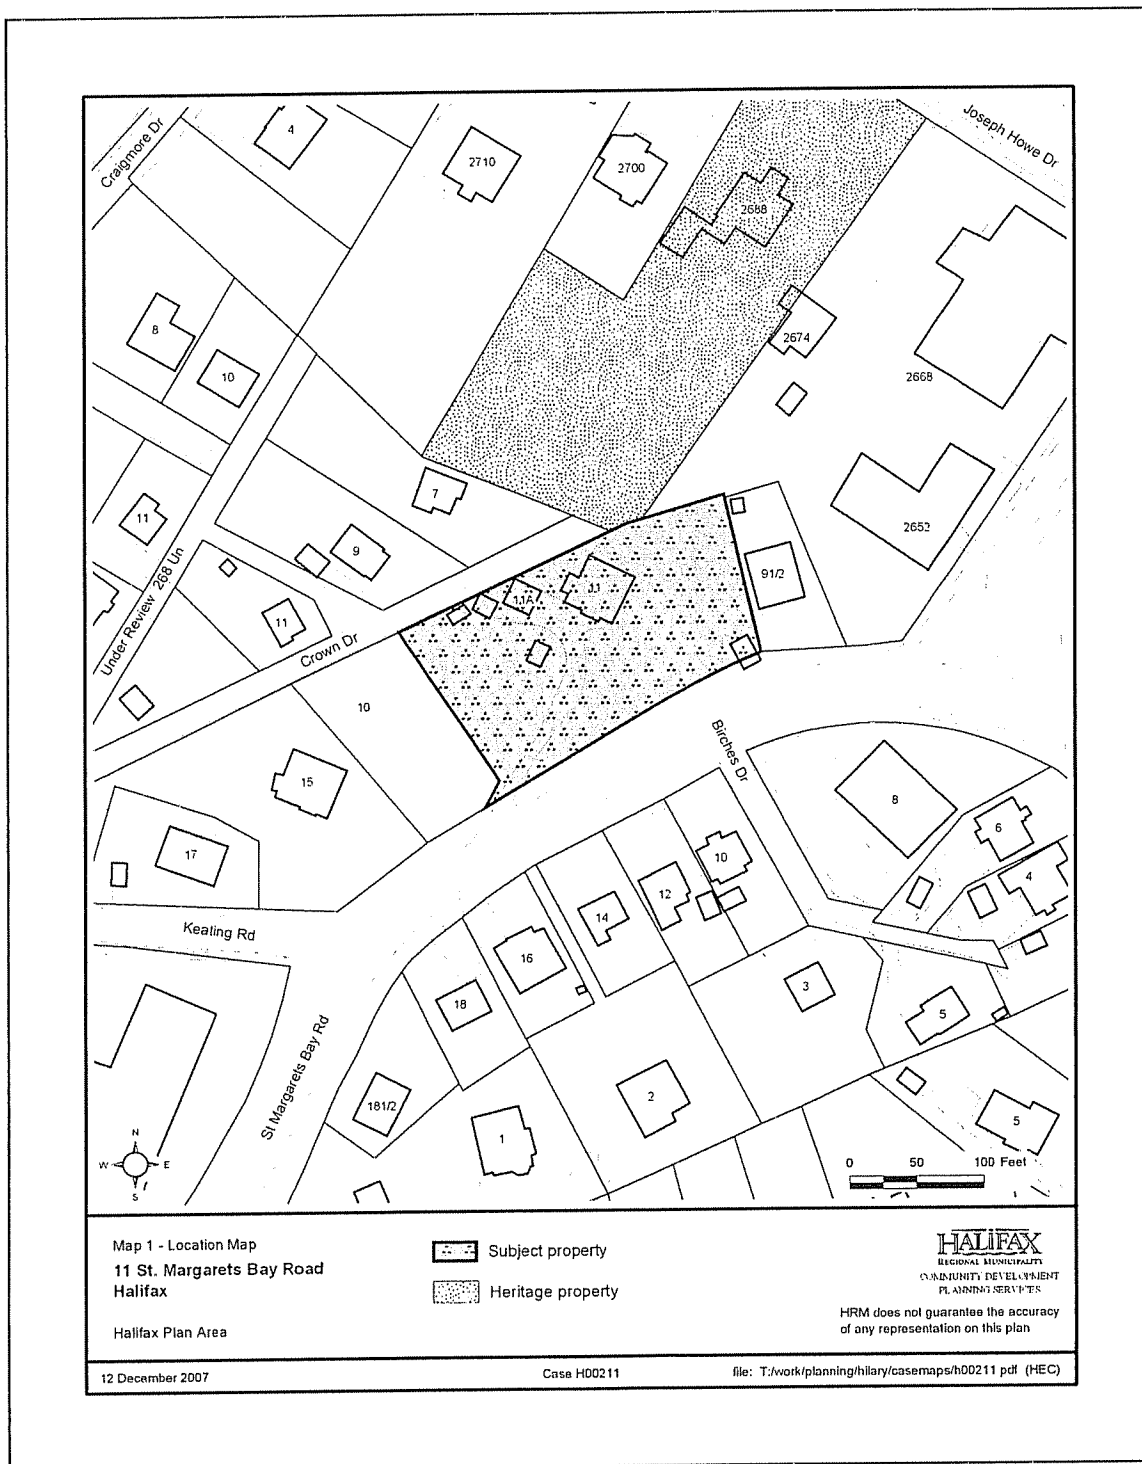 Joseph Howe Dr
Craigmore Dr
4
2710
2700
2688
8
10
2674
2668
7
11
9
2652
Under Review 268 Un
11
11A
11
91/2
Crown Dr
10
Birches Dr
15
8
6
17
10
4
12
14
Kealing Rd
16
3
18
5
St Margarets Bay Rd
2
181/2
1
5
N
W E
S
0 50 100 Feet
Map 1 - Location Map
11 St. Margarets Bay Road
Halifax
Halifax Plan Area
Subject property
Heritage property
HALIFAX
REGIONAL MUNICIPALITY
COMMUNITY DEVELOPMENT
PLANNING SERVICES
HRM does not guarantee the accuracy
of any representation on this plan
12 December 2007
Case H00211
file: T:/work/planning/hilary/casemaps/h00211 pdf (HEC)